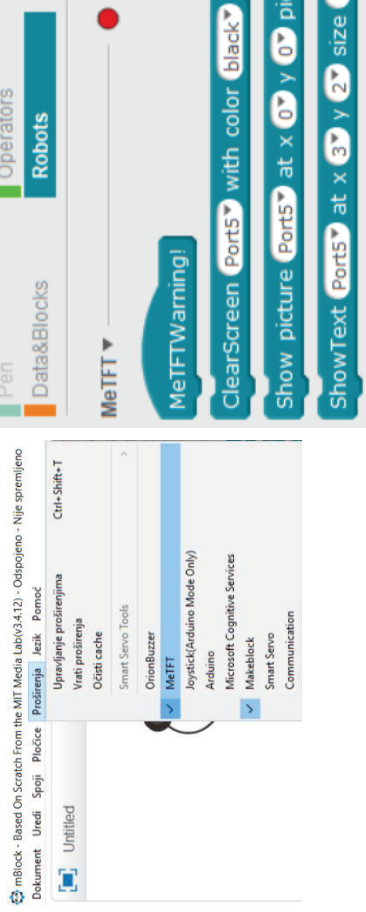 mBlock - Based On Scratch From the MIT Media Lab(v3.4.12) - Odspojeno - Nije spremljeno
Dokument Uredi Spoji Pločice Proširenja Jezik Pomoć
Untitled
Upravljanje proširenjima Ctrl+Shift+T
Vrati proširenja
Očisti cache
Smart Servo Tools >
OrionBuzzer
✓ MeTFT
Joystick(Arduino Mode Only)
Arduino
Microsoft Cognitive Services
✓ Makeblock
Smart Servo
Communication
Pen Operators
Data&Blocks Robots
MeTFT
MeTFTWarning!
ClearScreen Port5 with color black
Show picture Port5 at x 0 y 0
ShowText Port5 at x 3 y 2 size